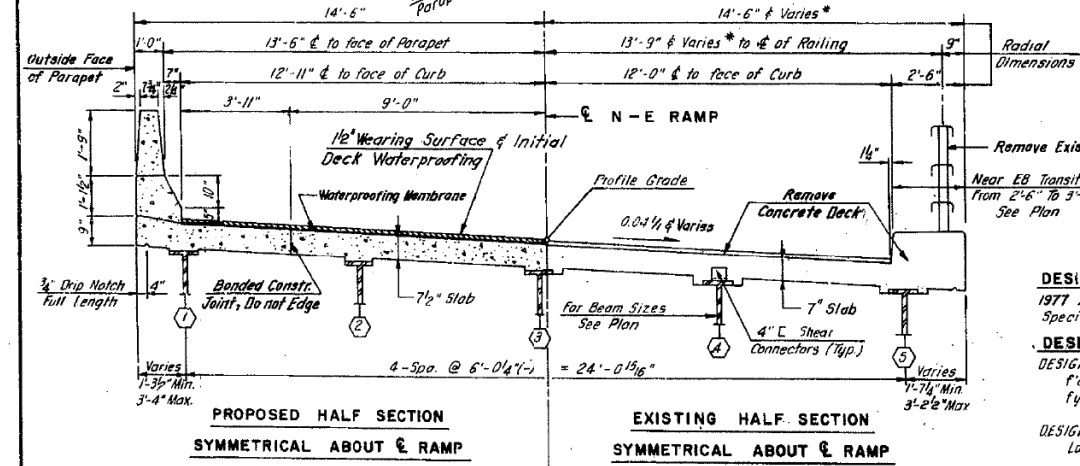 Parap
14'-6"
14'-6" ¢ Varies*
1'-0"
13'-6" ℄ to face of Parapet
13'-9" ¢ Varies* to ℄ of Railing
9"
Radial
Dimensions
Outside Face
of Parapet
2"
7"
12'-11" ℄ to face of Curb
12'-0" ℄ to face of Curb
2'-6"
3'-11"
9'-0"
℄ N-E RAMP
1'-9"
1'-1½"
9"
10"
1½" Wearing Surface ¢ Initial
Deck Waterproofing
Waterproofing Membrane
Profile Grade
1¼"
Remove Exis
Remove
Concrete Deck
Near EB Transit
From 2'-6" To 3'-
See Plan
¢ Varies
¾" Drip Notch
Full Length
4"
Bonded Constr.
Joint, Do not Edge
7½" Slab
For Beam Sizes
See Plan
7" Slab
4" C Shear
Connectors (Typ.)
1
2
3
4
5
Varies
1'-3½" Min.
3'-4" Max.
4-Spa. @ 6'-0¼"(-) = 24'-0 15/16"
Varies
1'-7¼" Min
3'-2½" Max
PROPOSED HALF SECTION
SYMMETRICAL ABOUT ℄ RAMP
EXISTING HALF SECTION
SYMMETRICAL ABOUT ℄ RAMP
DESI
1977
Speci
DESI
DESIG
f'c
fy
DESIG